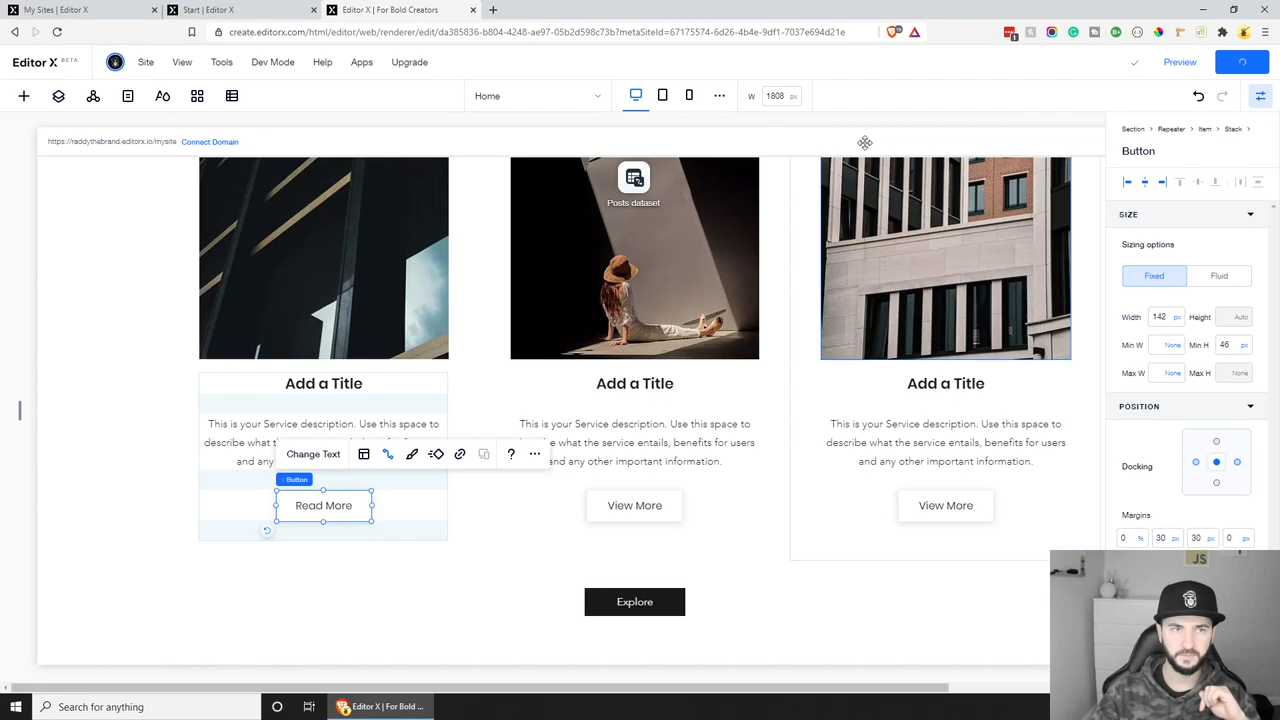 My Sites | Editor X
Start | Editor X
Editor X | For Bold Creators
create.editorx.com/html/editor/web/renderer/edit/da385836-b804-4248-ae97-05b2d598c73b?metaSiteId=67175574-6d26-4b4e-9df1-7037e694d21e
Editor X BETA
Site
View
Tools
Dev Mode
Help
Apps
Upgrade
Preview
Home
W 1808 px
https://raddythebrand.editorx.io/mysite
Connect Domain
Section > Repeater > Item > Stack >
Button
SIZE
Sizing options
Fixed
Fluid
Width 142 px Height Auto
Min W None Min H 46 px
Max W None Max H None
POSITION
Docking
Margins
0 % 30 px 30 px 0 px
Posts dataset
Add a Title
Add a Title
Add a Title
This is your Service description. Use this space to
This is your Service description. Use this space to
describe what the service entails, benefits for users
and any other important information.
This is your Service description. Use this space to
describe what the service entails, benefits for users
and any other important information.
Change Text
Button
Read More
View More
View More
Explore
JS
Search for anything
Editor X | For Bold ...